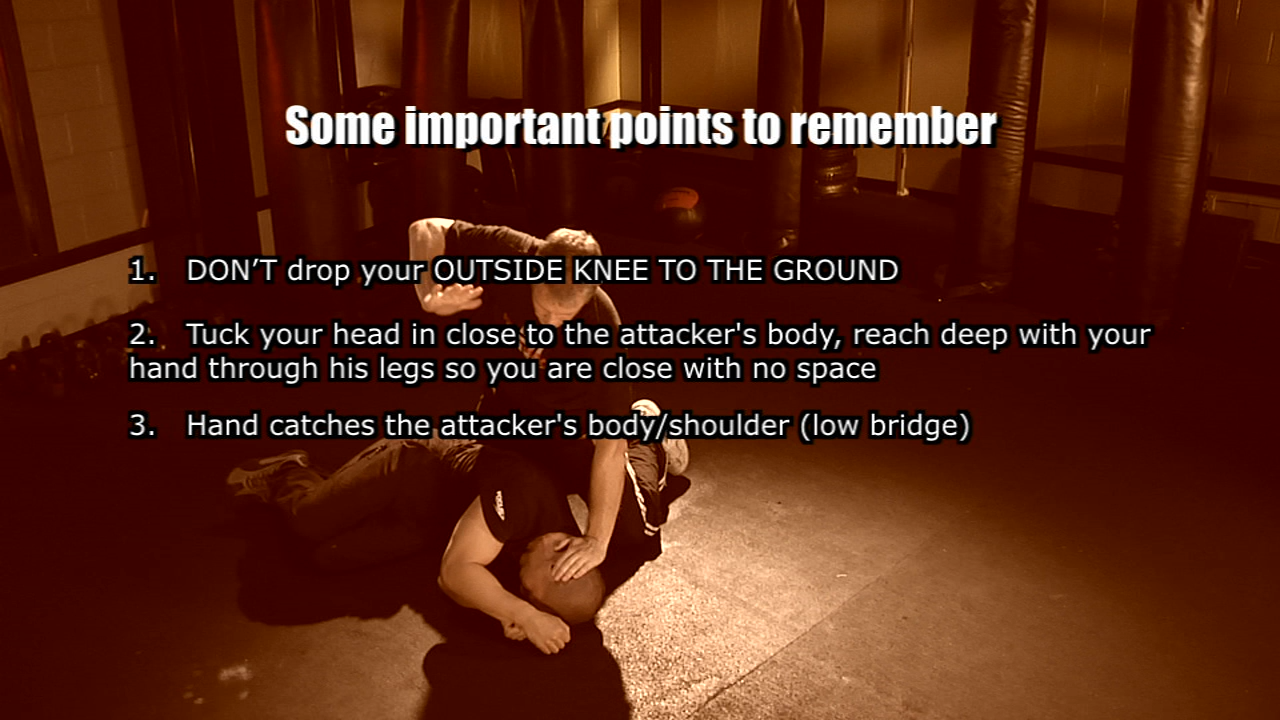 Some important points to remember
1. DON’T drop your OUTSIDE KNEE TO THE GROUND
2. Tuck your head in close to the attacker's body, reach deep with your
hand through his legs so you are close with no space
3. Hand catches the attacker's body/shoulder (low bridge)